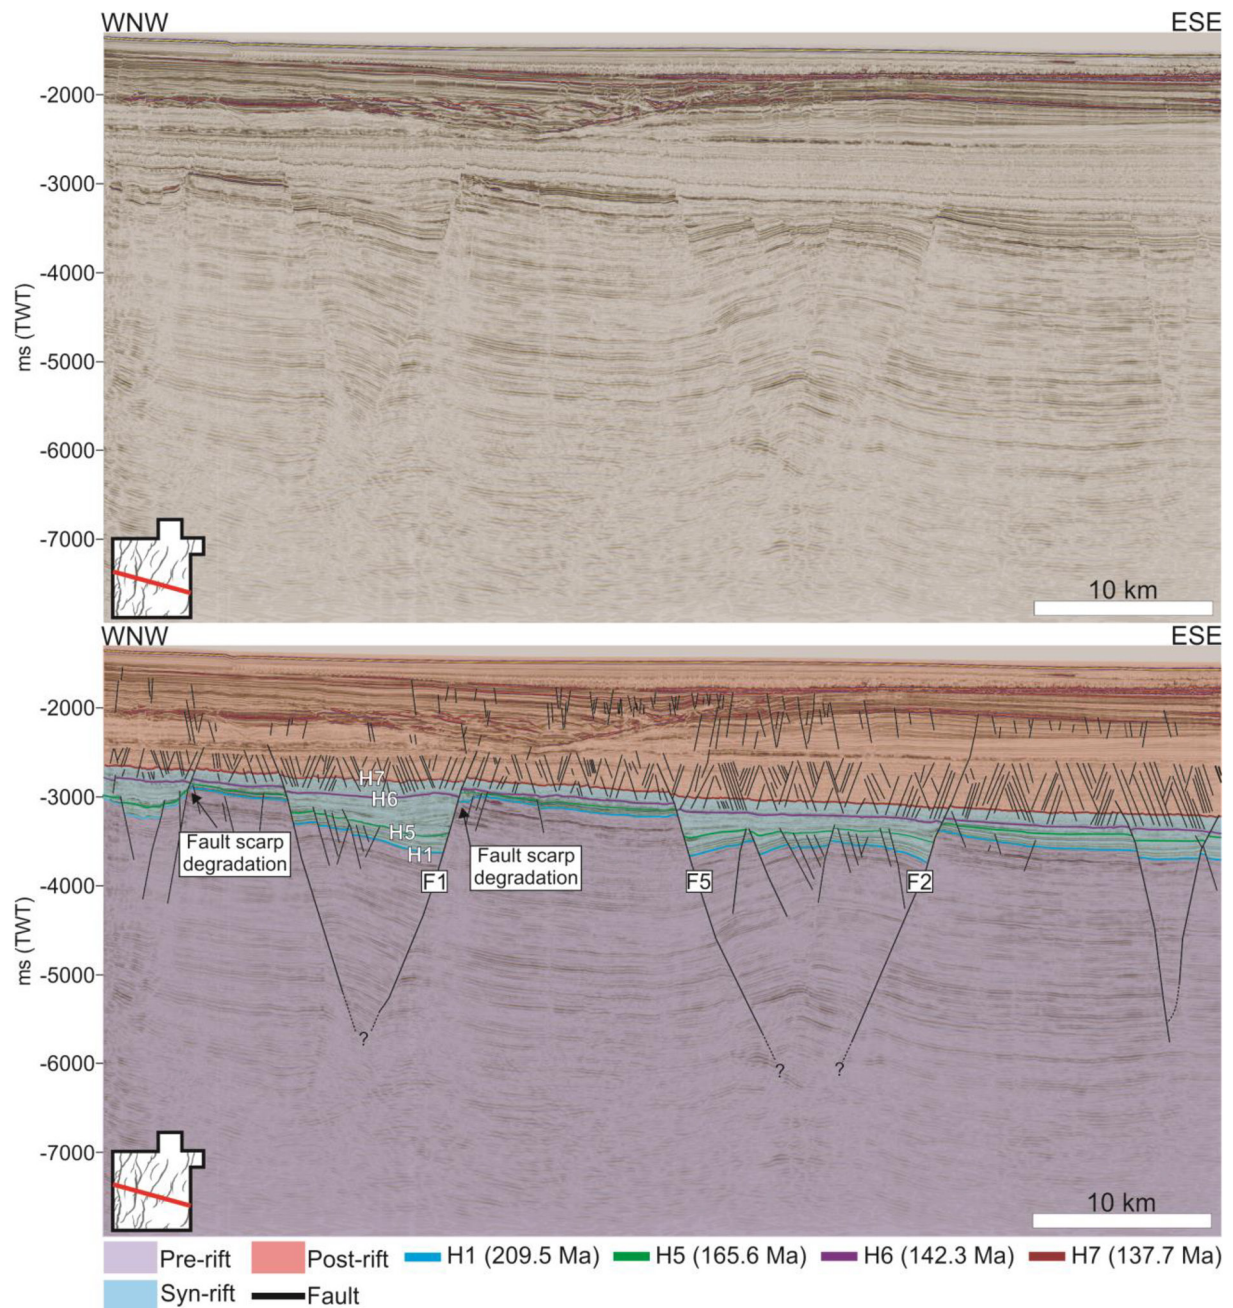 WNW ESE
-2000
-3000
-4000
ms (TWT)
-5000
-6000
-7000
10 km
WNW ESE
-2000
H7
H6
-3000
H5
Fault scarp
degradation
H1
Fault scarp
degradation
F1
F5
F2
-4000
ms (TWT)
-5000
?
-6000
? ?
-7000
10 km
Pre-rift Post-rift H1 (209.5 Ma) H5 (165.6 Ma) H6 (142.3 Ma) H7 (137.7 Ma)
Syn-rift Fault